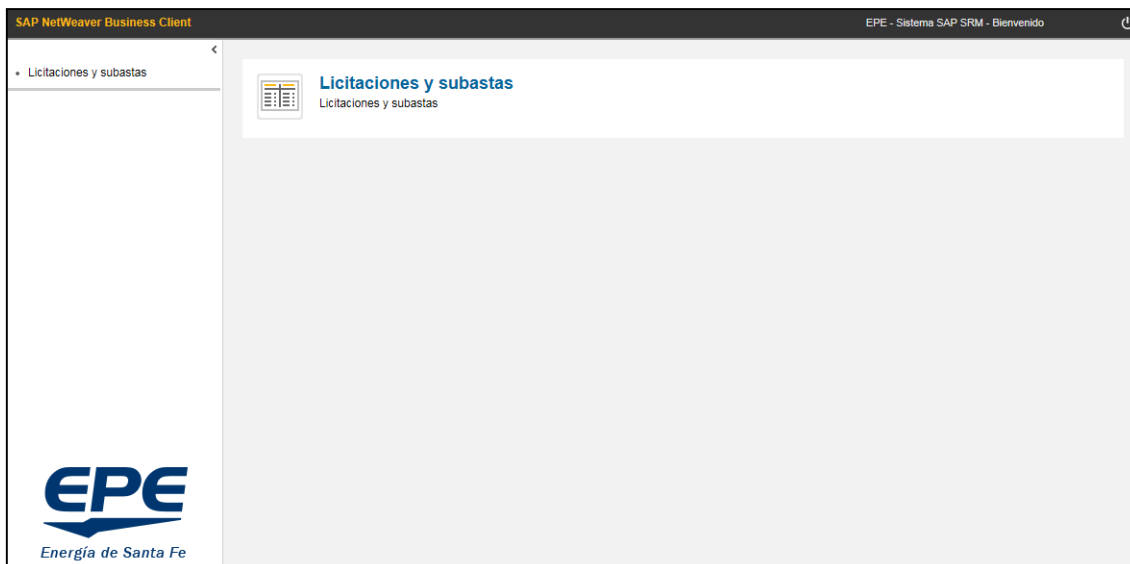 SAP NetWeaver Business Client
EPE - Sistema SAP SRM - Bienvenido
Licitaciones y subastas
Licitaciones y subastas
Licitaciones y subastas
EPE
Energía de Santa Fe